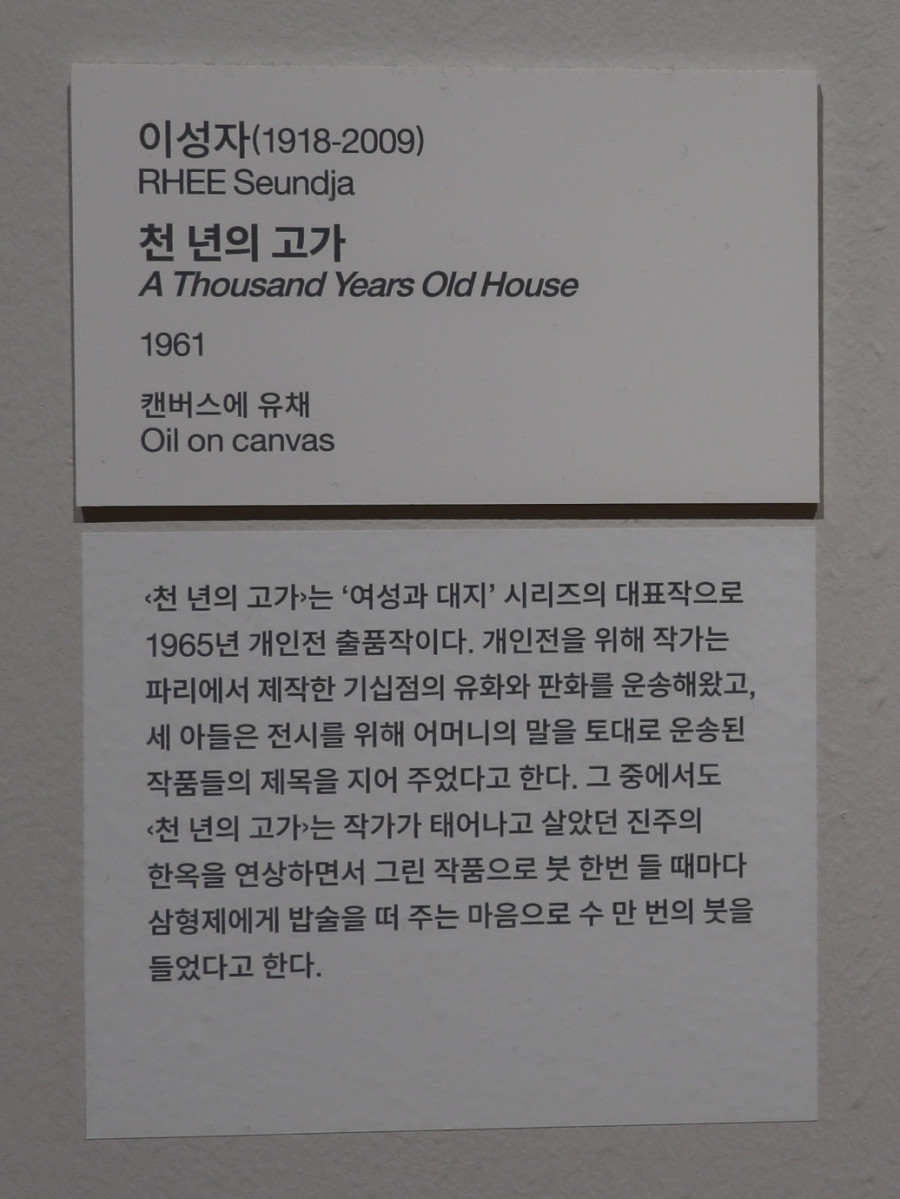 이성자(1918-2009)
RHEE Seundja
천 년의 고가
A Thousand Years Old House
1961
캔버스에 유채
Oil on canvas
‹천 년의 고가›는 ‘여성과 대지’ 시리즈의 대표작으로
1965년 개인전 출품작이다. 개인전을 위해 작가는
파리에서 제작한 기십점의 유화와 판화를 운송해왔고,
세 아들은 전시를 위해 어머니의 말을 토대로 운송된
작품들의 제목을 지어 주었다고 한다. 그 중에서도
‹천 년의 고가›는 작가가 태어나고 살았던 진주의
한옥을 연상하면서 그린 작품으로 붓 한번 들 때마다
삼형제에게 밥술을 떠 주는 마음으로 수 만 번의 붓을
들었다고 한다.